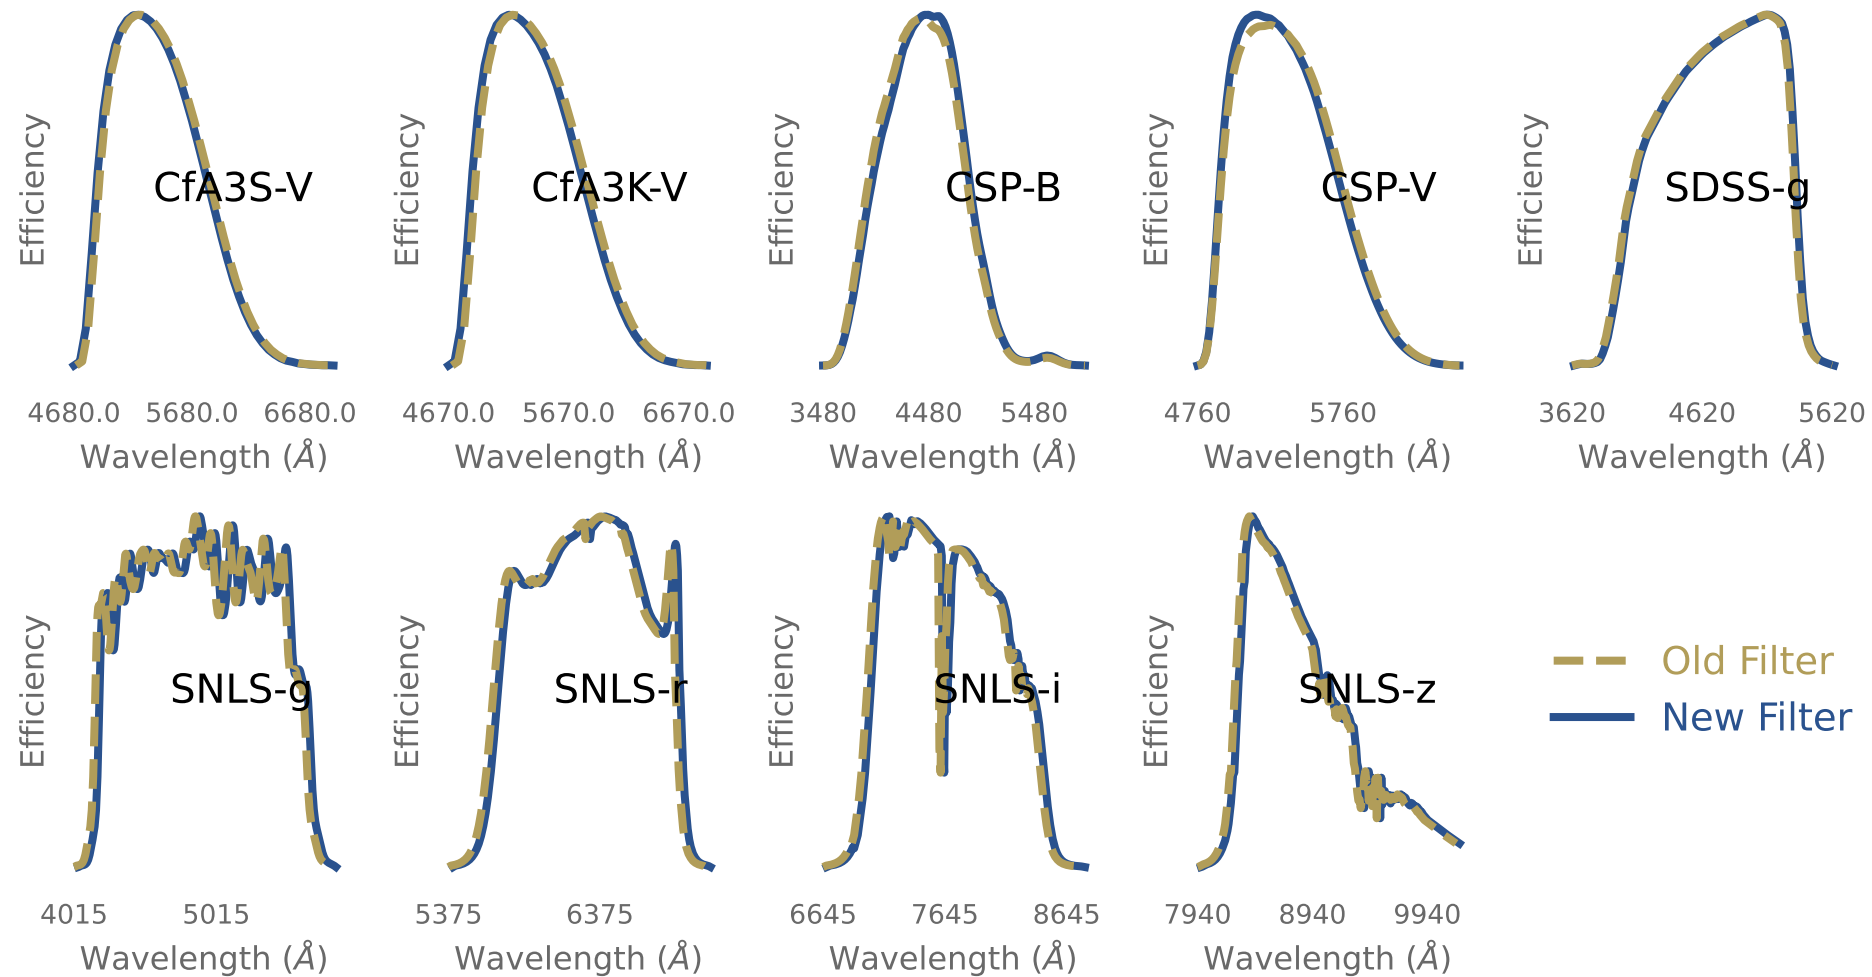 Efficiency
CfA3S-V
4680.0 5680.0 6680.0
Wavelength (Å)
Efficiency
CfA3K-V
4670.0 5670.0 6670.0
Wavelength (Å)
Efficiency
CSP-B
3480 4480 5480
Wavelength (Å)
Efficiency
CSP-V
4760 5760
Wavelength (Å)
Efficiency
SDSS-g
3620 4620 5620
Wavelength (Å)
Efficiency
SNLS-g
4015 5015
Wavelength (Å)
Efficiency
SNLS-r
5375 6375
Wavelength (Å)
Efficiency
SNLS-i
6645 7645 8645
Wavelength (Å)
Efficiency
SNLS-z
7940 8940 9940
Wavelength (Å)
Old Filter
New Filter